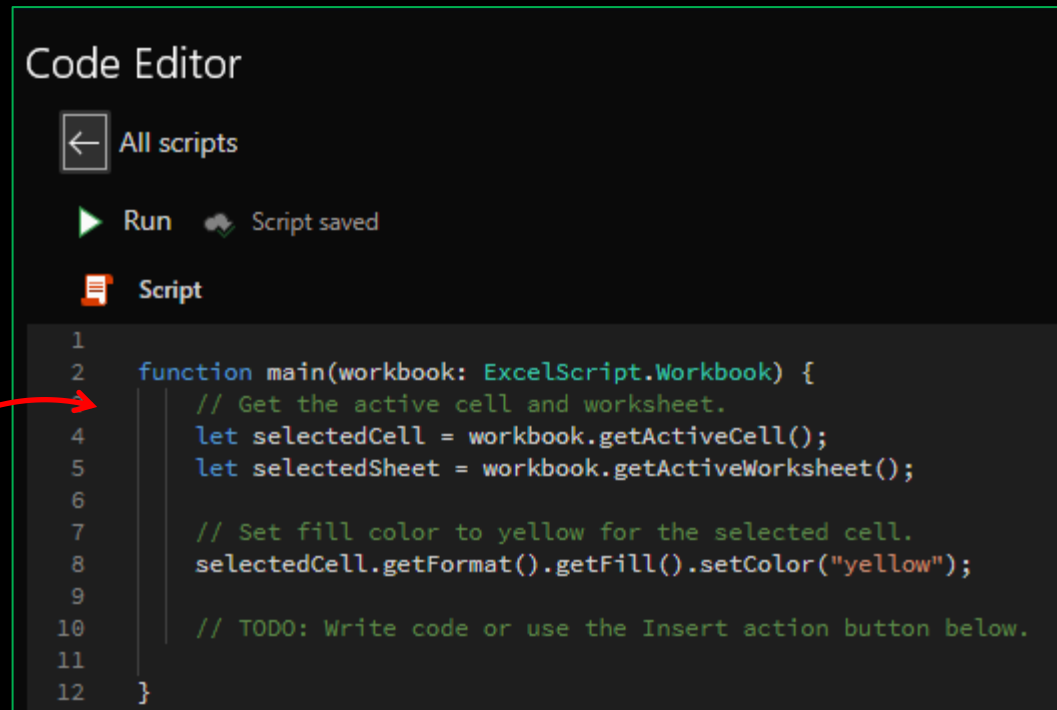 Code Editor
All scripts
Run Script saved
Script
1
2 function main(workbook: ExcelScript.Workbook) {
// Get the active cell and worksheet.
4 let selectedCell = workbook.getActiveCell();
5 let selectedSheet = workbook.getActiveWorksheet();
6
7 // Set fill color to yellow for the selected cell.
8 selectedCell.getFormat().getFill().setColor("yellow");
9
10 // TODO: Write code or use the Insert action button below.
11
12 }